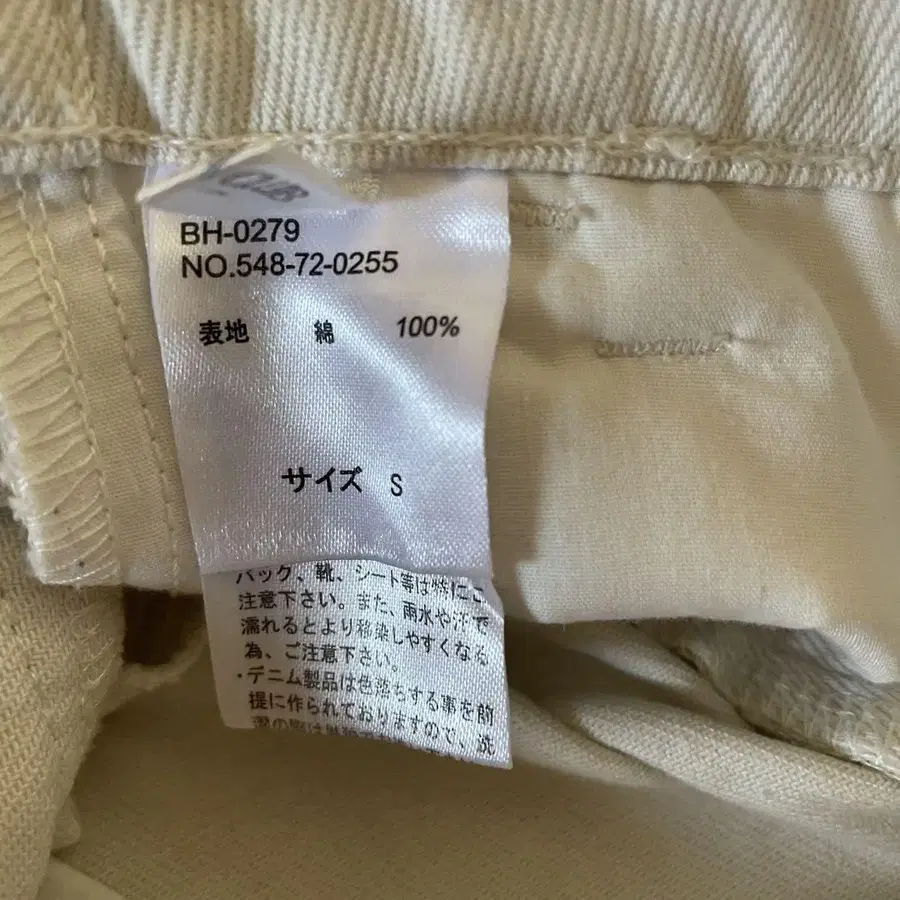 CLUB
BH-0279
NO.548-72-0255
表地 綿 100%
サイズ S
バック、靴、シート等は特にご
注意下さい。また、雨水や汗で
濡れるとより移染しやすくなる
為、ご注意下さい。
・デニム製品は色落ちする事を前
提に作られておりますので、洗